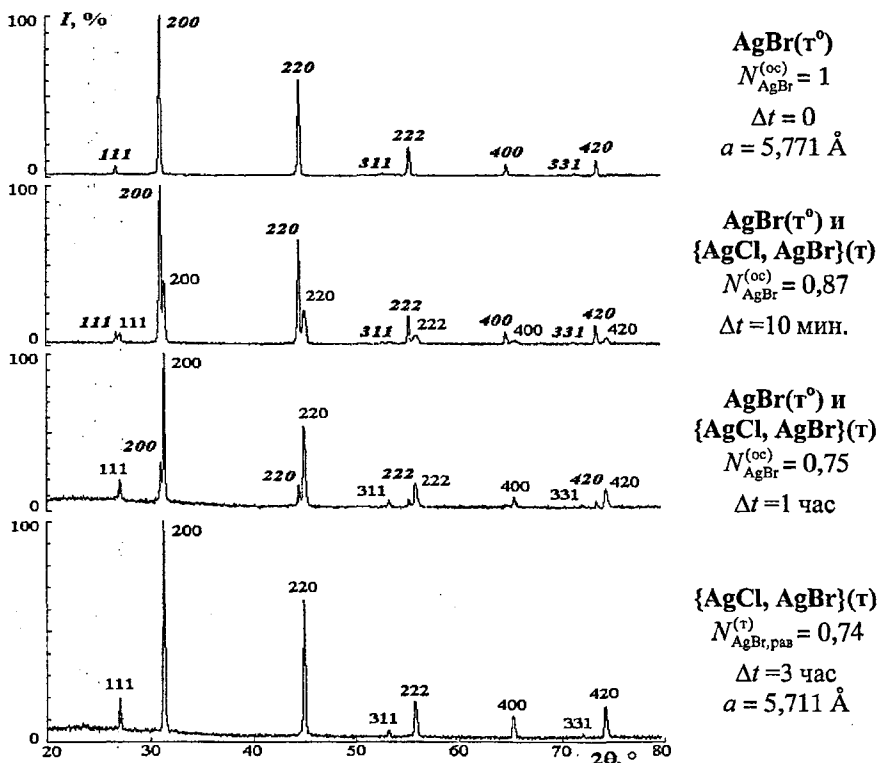 100 I, % 200
220
111 311 222 400 331 420
0
AgBr(т°)
N(ос)AgBr = 1
Δt = 0
a = 5,771 Å
100 200
220
200
220
111 111 311 222 222 400 400 331 420 420
0
AgBr(т°) и
{AgCl, AgBr}(т)
N(ос)AgBr = 0,87
Δt =10 мин.
100 200
220
200
111 220 311 222 222 400 331 420 420
0
AgBr(т°) и
{AgCl, AgBr}(т)
N(ос)AgBr = 0,75
Δt =1 час
100 200
220
111 311 222 400 331 420
0
20 30 40 50 60 70 80
2θ, °
{AgCl, AgBr}(т)
N(т)AgBr,рав = 0,74
Δt =3 час
a = 5,711 Å